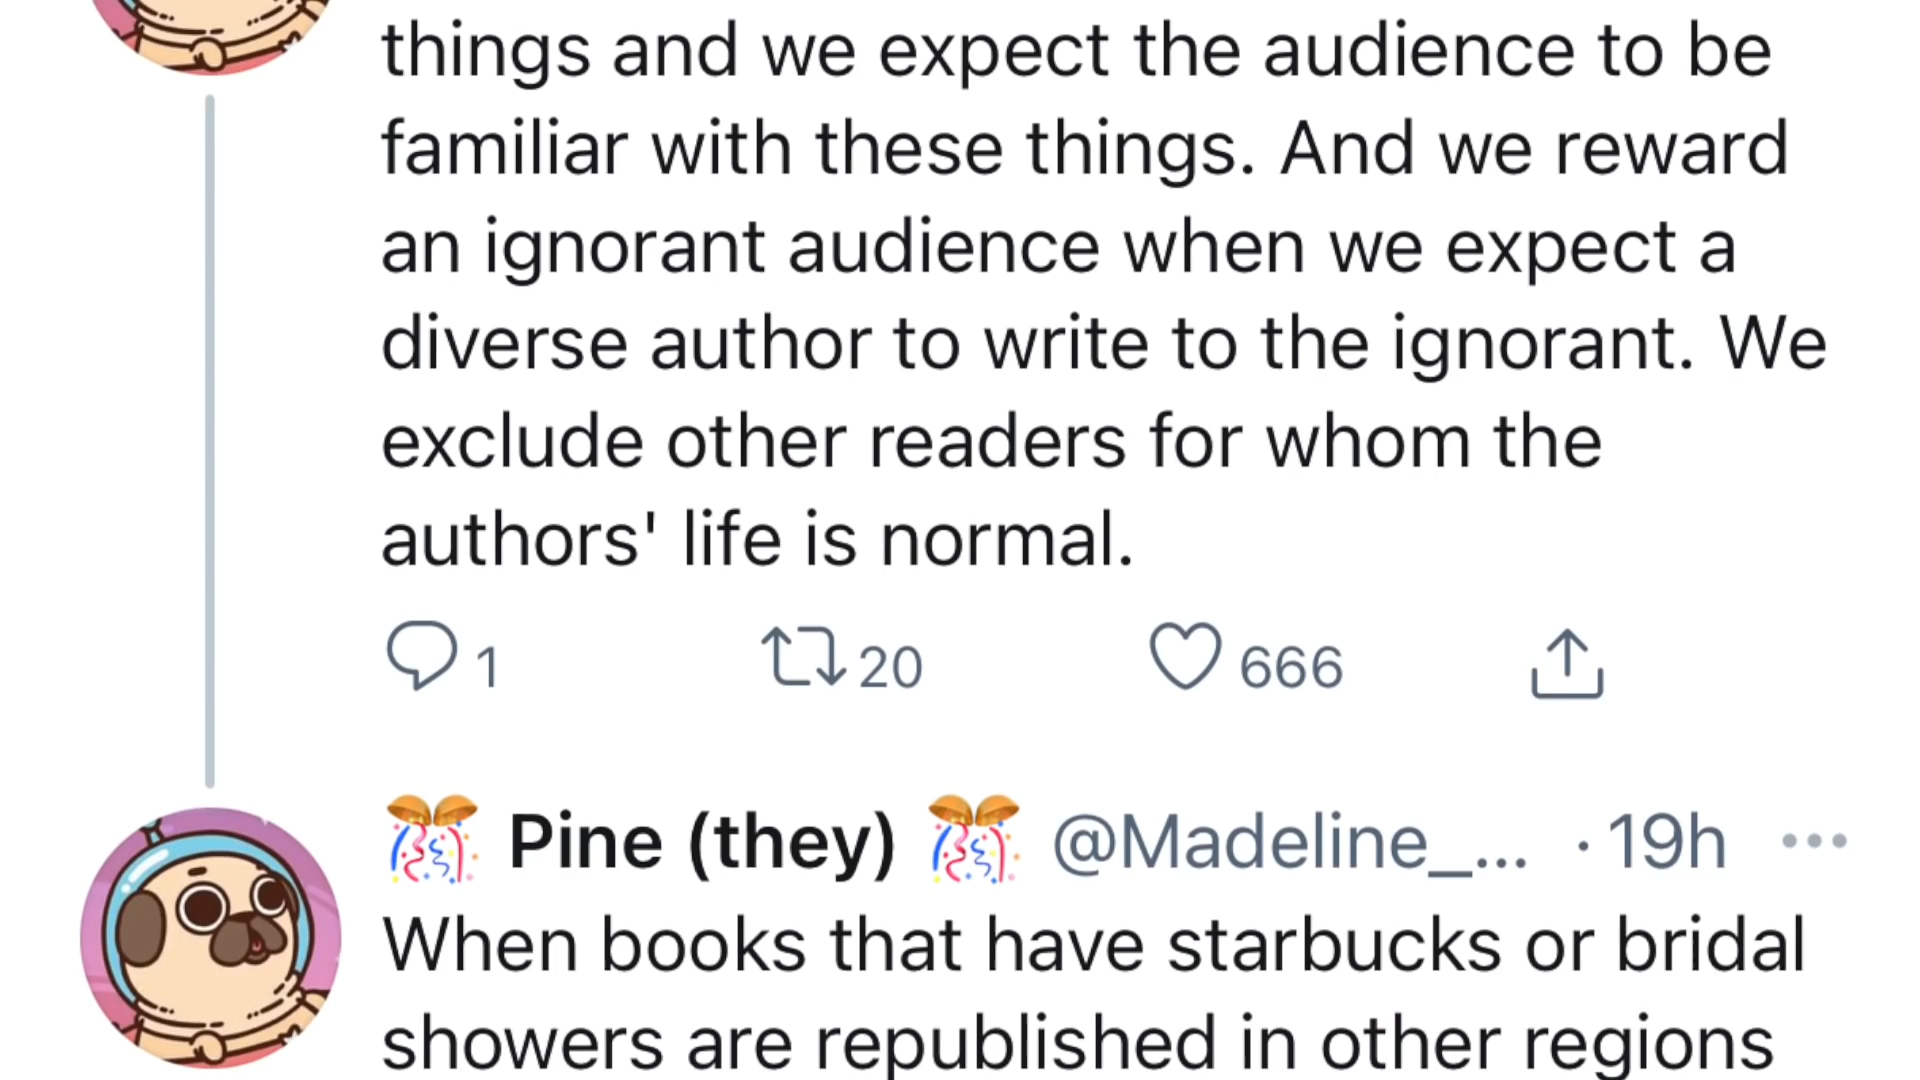 things and we expect the audience to be
familiar with these things. And we reward
an ignorant audience when we expect a
diverse author to write to the ignorant. We
exclude other readers for whom the
authors' life is normal.
1 20 666
🎊 Pine (they) 🎊 @Madeline_... · 19h ...
When books that have starbucks or bridal
showers are republished in other regions